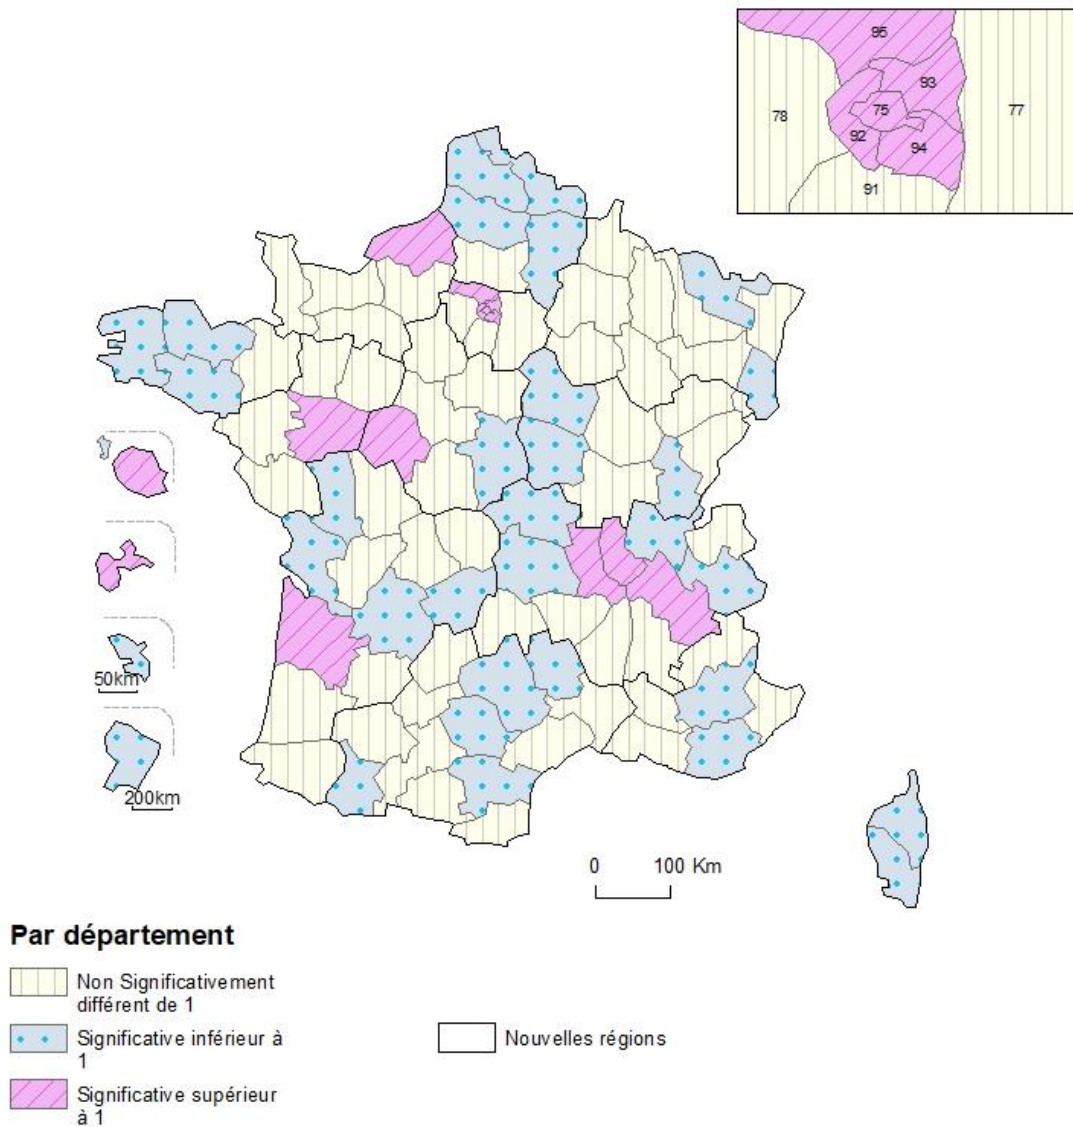 95
93
78
75
77
92
94
91
50km
200km
0 100 Km
Par département
Non Significativement
différent de 1
Significative inférieur à
1
Nouvelles régions
Significative supérieur
à 1